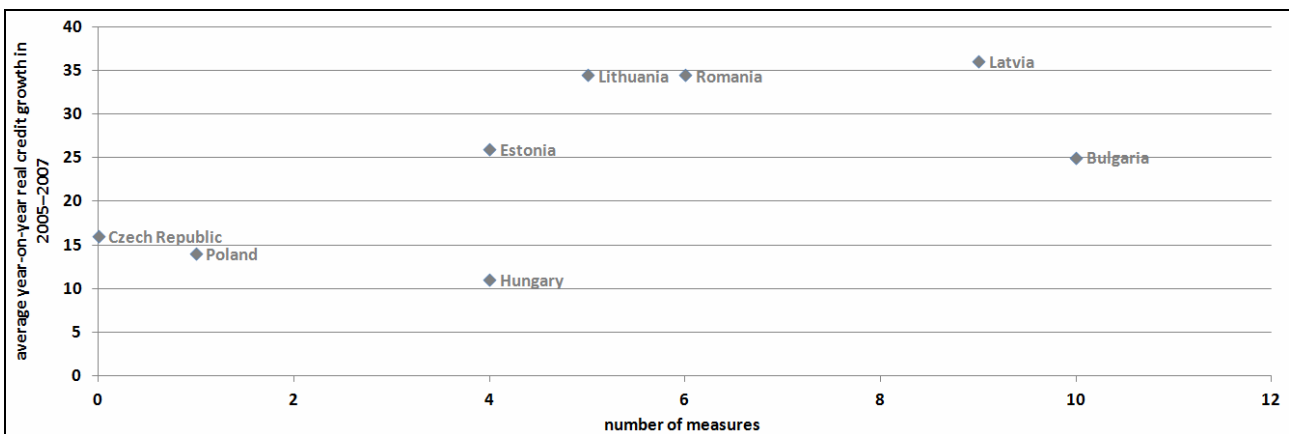 average year-on-year real credit growth in
2005–2007
40
35
30
25
20
15
10
5
0
Latvia
Lithuania
Romania
Estonia
Bulgaria
Czech Republic
Poland
Hungary
0
2
4
6
8
10
12
number of measures